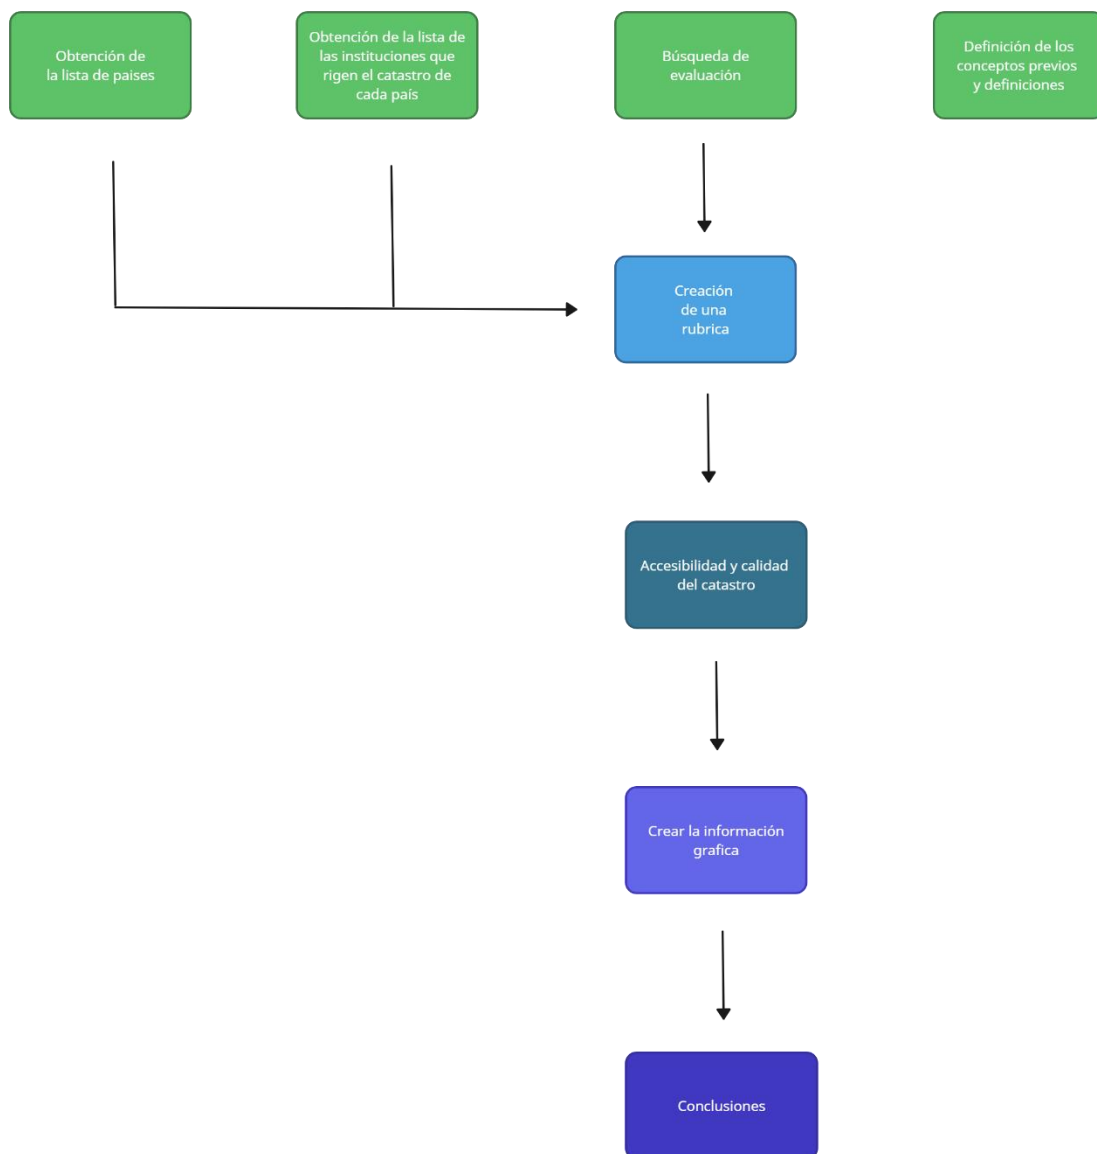 Obtención de
la lista de paises
Obtención de la lista de
las instituciones que
rigen el catastro de
cada país
Búsqueda de
evaluación
Definición de los
conceptos previos
y definiciones
Creación
de una
rubrica
Accesibilidad y calidad
del catastro
Crear la información
grafica
Conclusiones